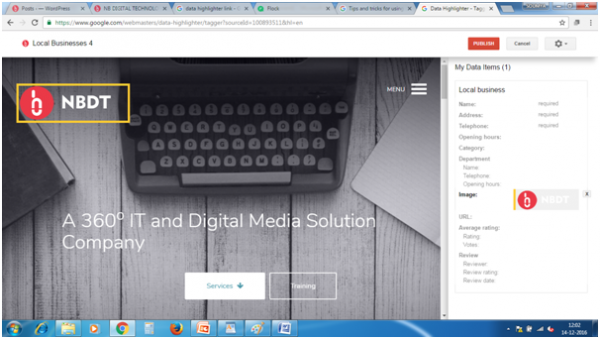 Posts — WordPress
NB DIGITAL TECHNOLO
data highlighter link - G
Flock
Tips and tricks for using
Data Highlighter - Tagg
https://www.google.com/webmasters/data-highlighter/tagger?sourceid=100893511&hl=en
Local Businesses 4
PUBLISH
Cancel
My Data Items (1)
NBDT
MENU
A 360⁰ IT and Digital Media Solution
Company
Services
Training
Local business
Name: required
Address: required
Telephone: required
Opening hours:
Category:
Department
Name:
Telephone:
Opening hours:
Image: NBDT x
URL:
Average rating:
Rating:
Votes:
Review
Reviewer:
Review rating:
Review date:
12:02
14-12-2016